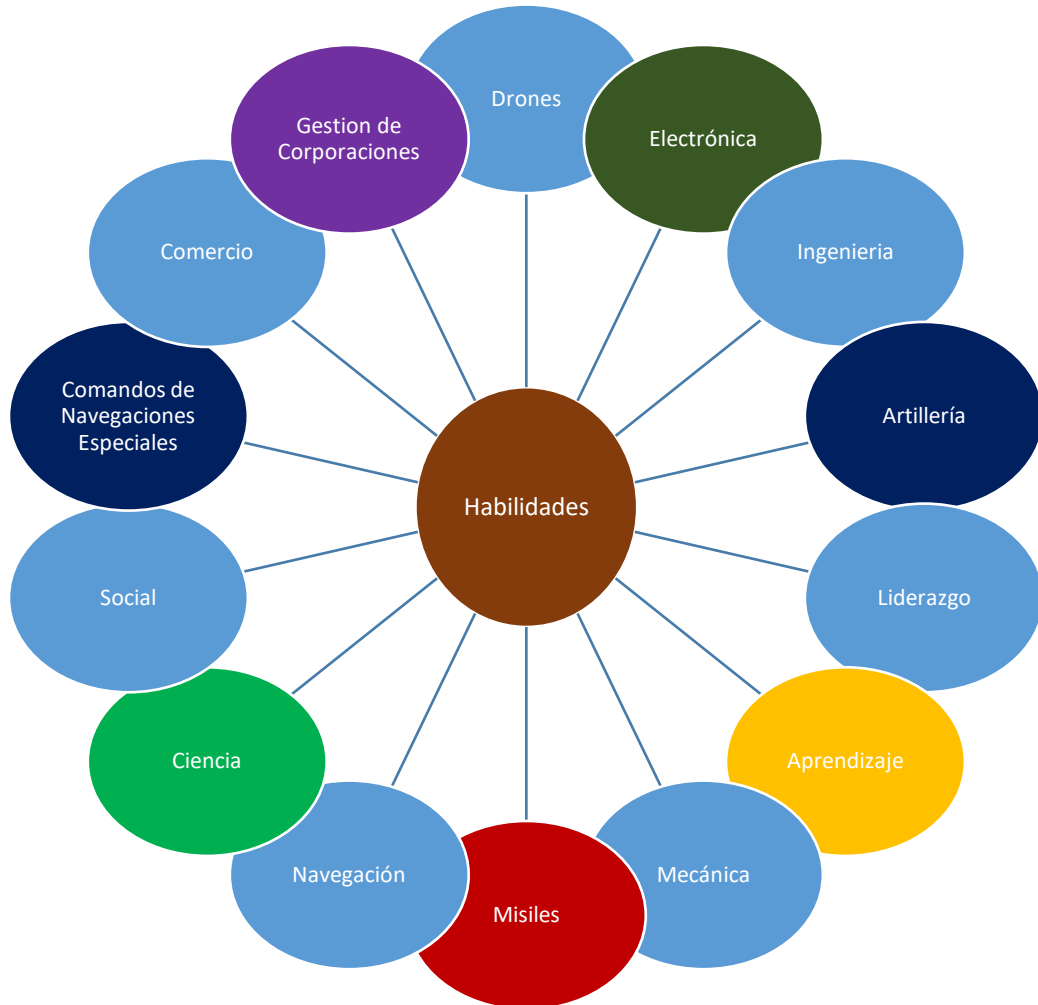 Drones
Electrónica
Ingenieria
Artillería
Liderazgo
Aprendizaje
Mecánica
Misiles
Navegación
Ciencia
Social
Comandos de
Navegaciones
Especiales
Comercio
Gestion de
Corporaciones
Habilidades